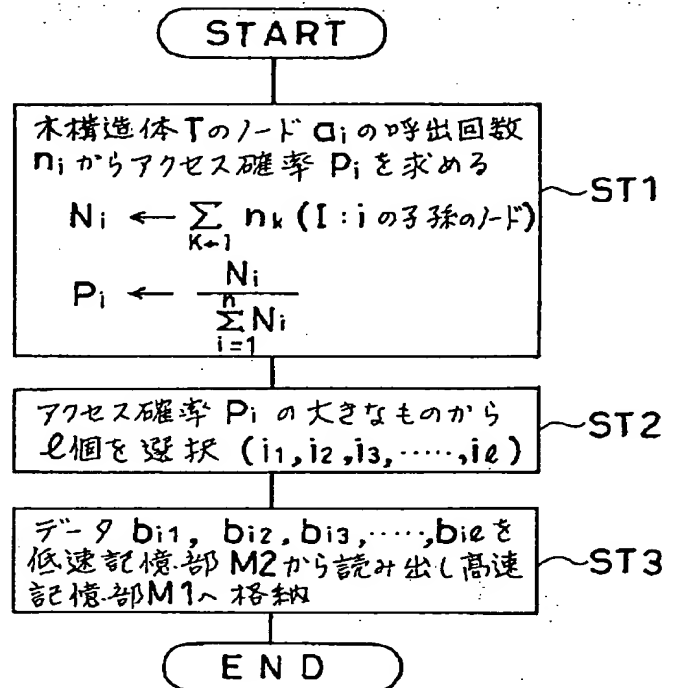 START
木構造体Tのノードaiの呼出回数
niからアクセス確率Piを求める
Ni ← Σ nk (I:iの子孫のノード)
K←1
Pi ← Ni
n
ΣNi
i=1
ST1
アクセス確率Piの大きなものから
ℓ個を選択 (i1,i2,i3,・・・・・,iℓ)
ST2
データbi1, bi2,bi3,・・・・・,biℓを
低速記憶部M2から読み出し高速
記憶部M1へ格納
ST3
END